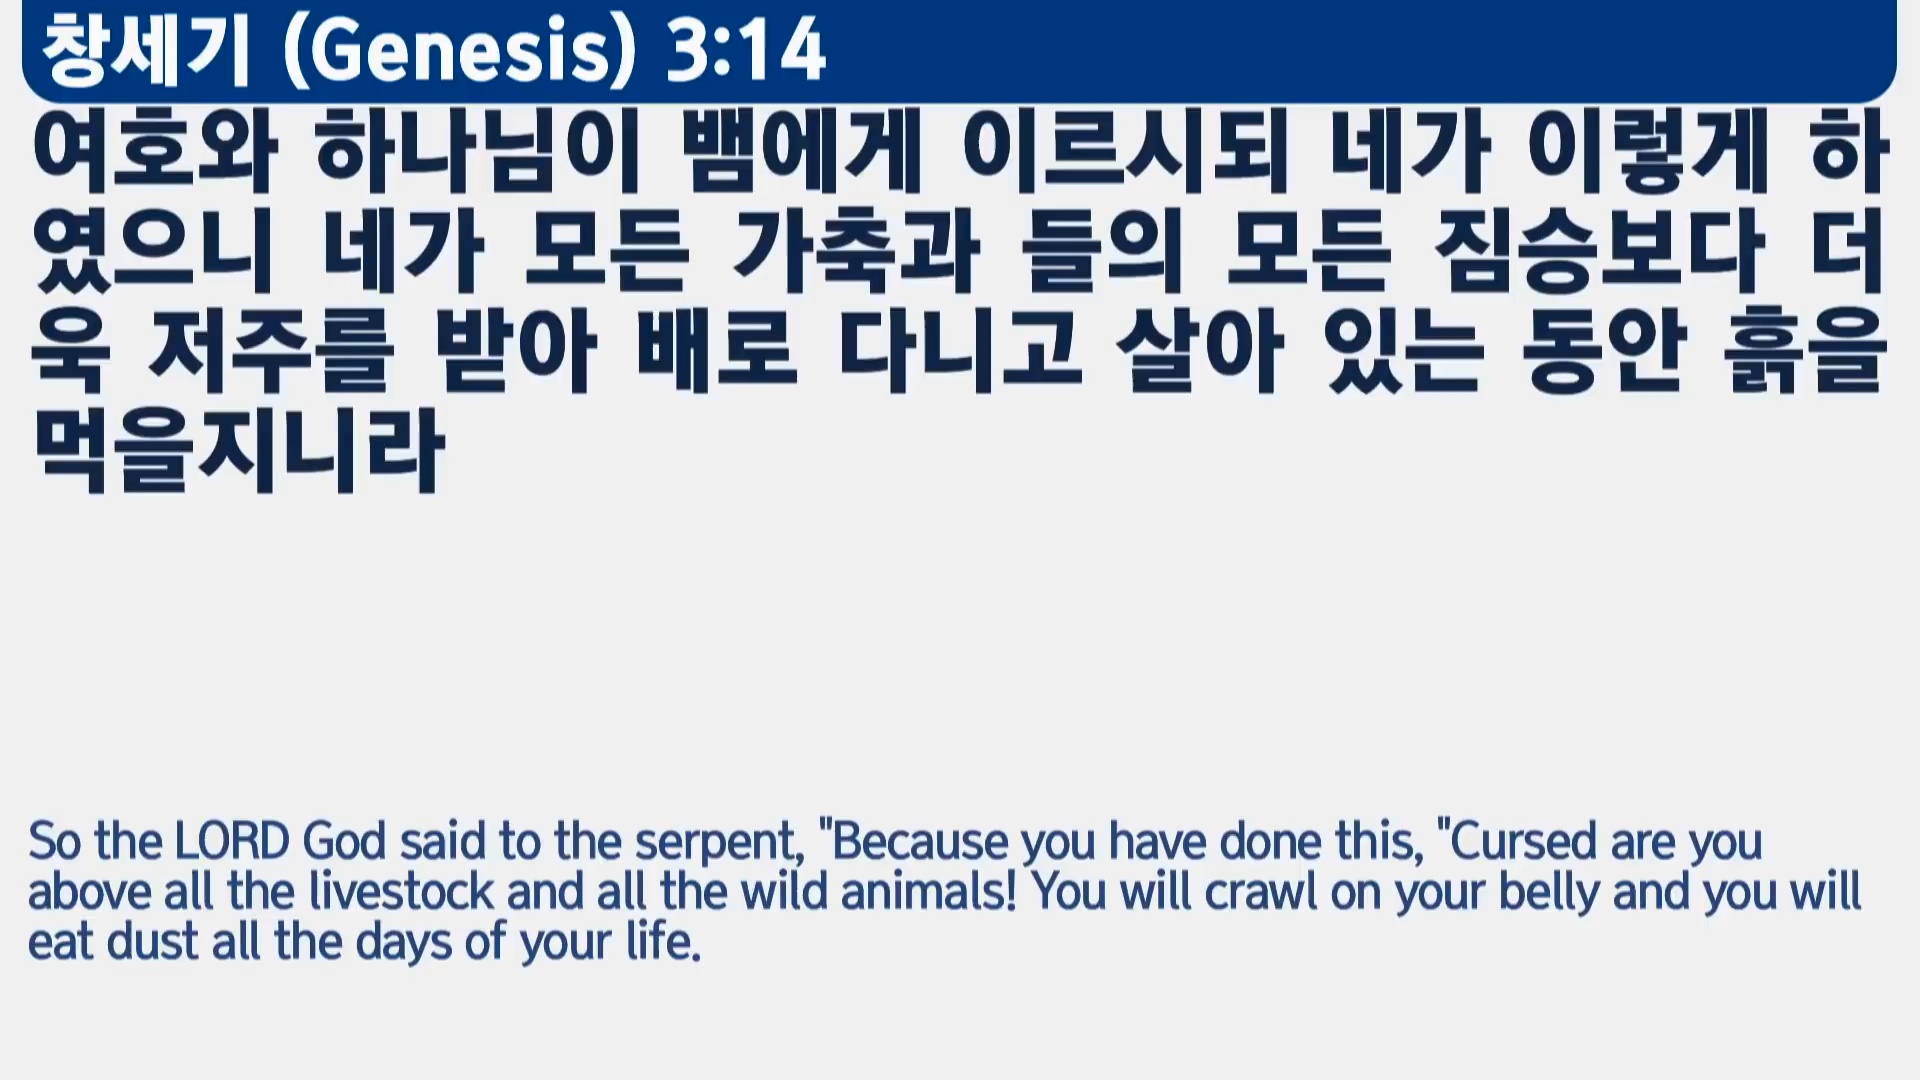 창세기 (Genesis) 3:14
여호와 하나님이 뱀에게 이르시되 네가 이렇게 하
였으니 네가 모든 가축과 들의 모든 짐승보다 더
욱 저주를 받아 배로 다니고 살아 있는 동안 흙을
먹을지니라
So the LORD God said to the serpent, "Because you have done this, "Cursed are you
above all the livestock and all the wild animals! You will crawl on your belly and you will
eat dust all the days of your life.